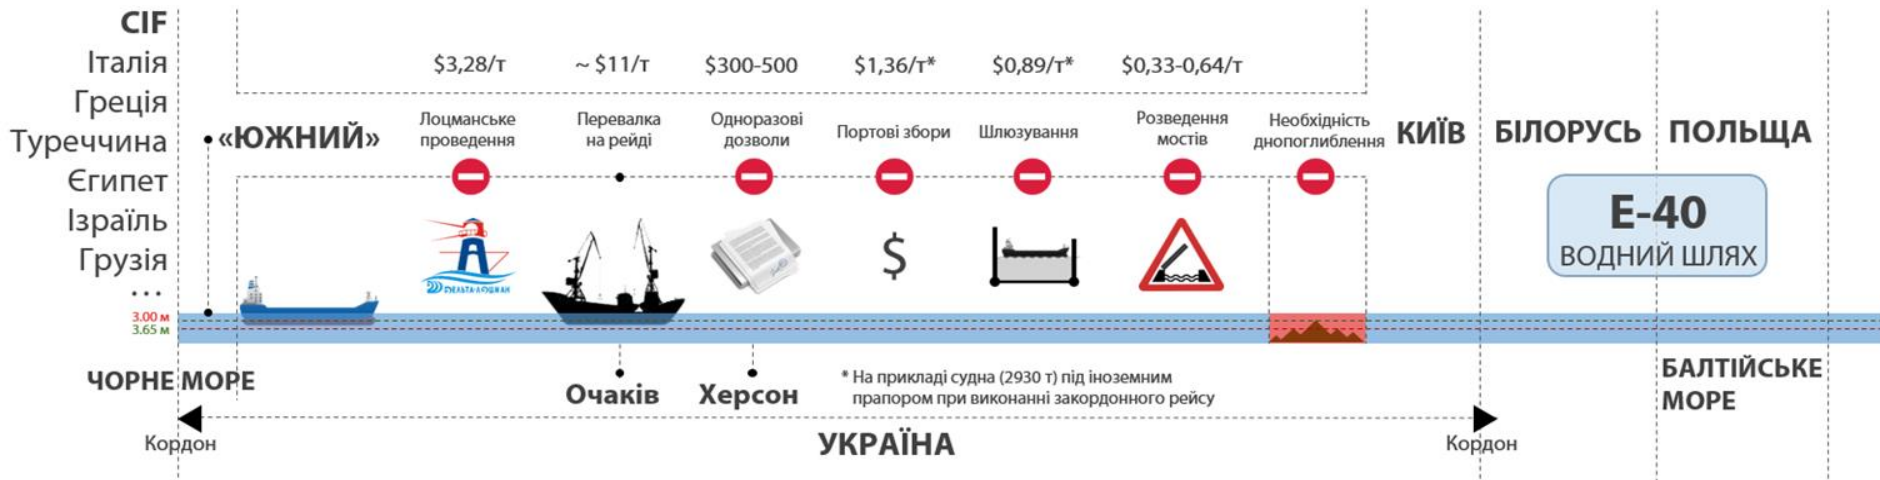 CIF
Італія
Греція
Туреччина
Єгипет
Ізраїль
Грузія
...
3.00 м
3.65 м
$3,28/т
~ $11/т
$300-500
$1,36/т*
$0,89/т*
$0,33-0,64/т
«ЮЖНИЙ»
Лоцманське
проведення
Перевалка
на рейді
Одноразові
дозволи
Портові збори
Шлюзування
Розведення
мостів
Необхідність
днопоглиблення
КИЇВ
БІЛОРУСЬ
ПОЛЬЩА
$
ДЕЛЬТА-ЛОЦМАН
E-40
ВОДНИЙ ШЛЯХ
ЧОРНЕ МОРЕ
Очаків
Херсон
* На прикладі судна (2930 т) під іноземним
прапором при виконанні закордонного рейсу
БАЛТІЙСЬКЕ
МОРЕ
Кордон
УКРАЇНА
Кордон